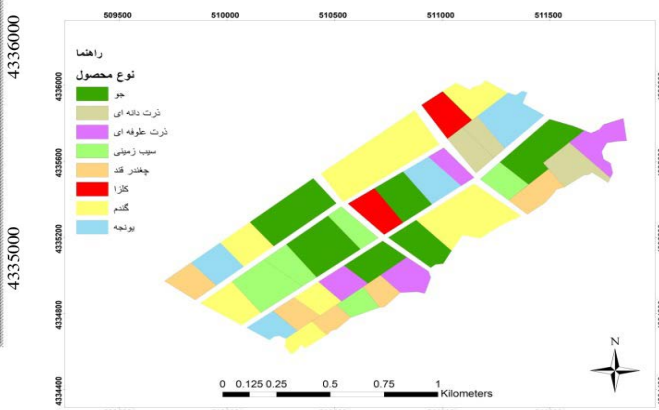 509500 510000 510500 511000 511500
4336000
4335000
4336000
4335600
4335200
4334800
4334400
راهنما
نوع محصول
جو
ذرت دانه ای
ذرت علوفه ای
سیب زمینی
چغندر قند
کلزا
گندم
یونجه
N
0 0.125 0.25 0.5 0.75 1
Kilometers